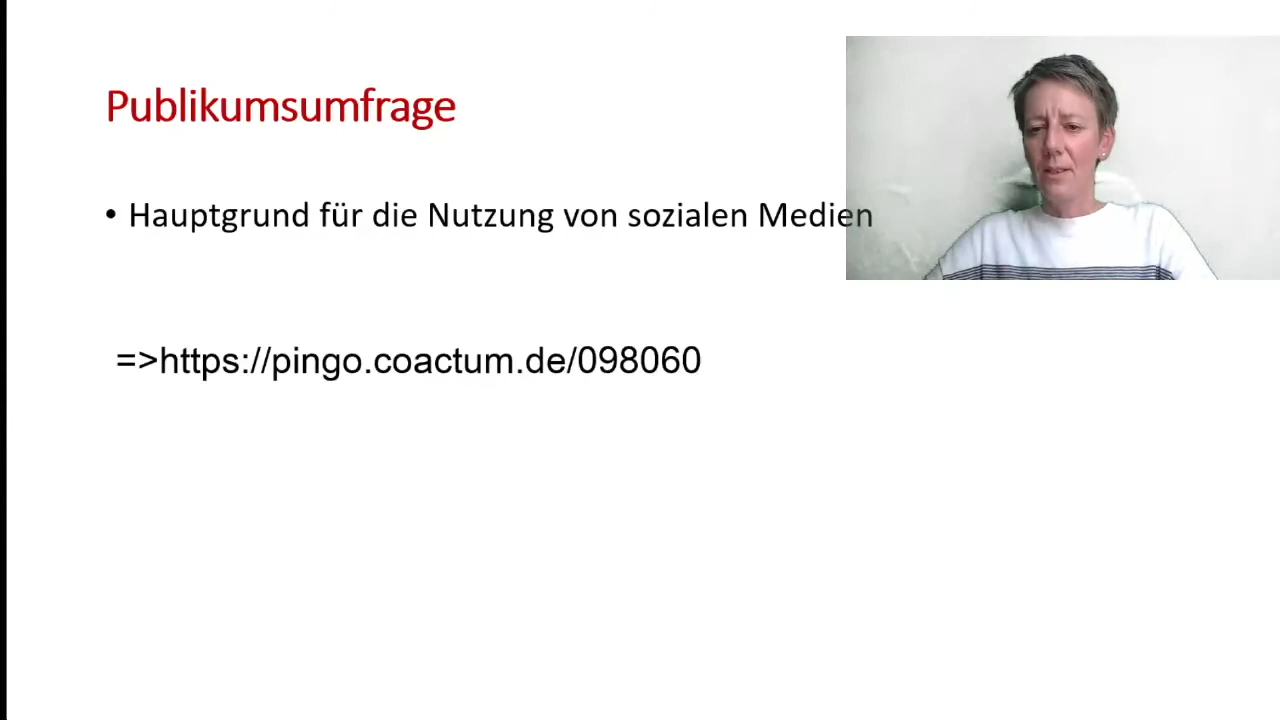 Publikumsumfrage
• Hauptgrund für die Nutzung von sozialen Medien
=>https://pingo.coactum.de/098060